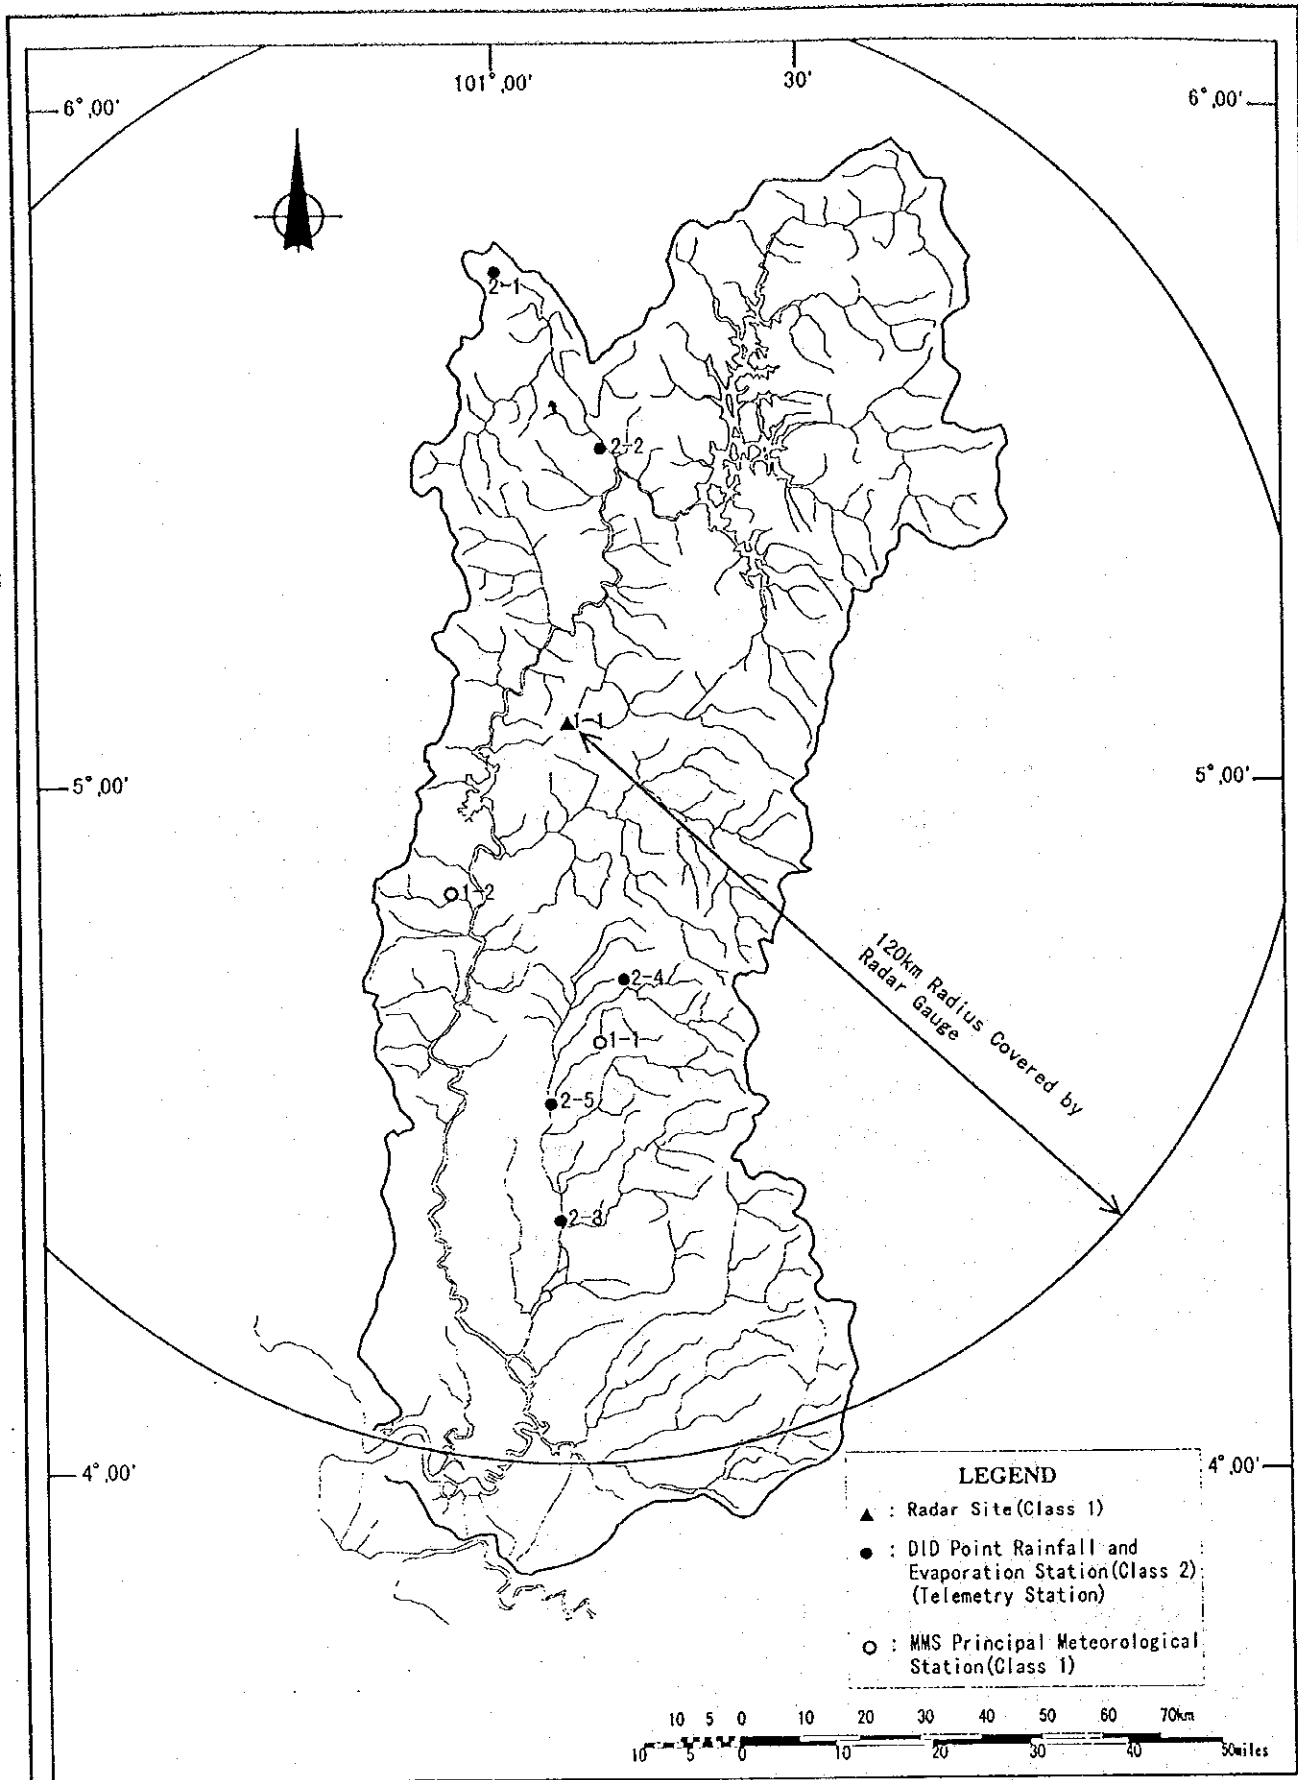 101°,00'
30'
6°,00'
6°,00'
2-1
2-2
1-1
5°,00'
5°,00'
1-2
2-4
1-1
120km Radius Covered by
Radar Gauge
2-5
2-3
4°,00'
4°,00'
LEGEND
▲ : Radar Site(Class 1)
● : DID Point Rainfall and
Evaporation Station(Class 2)
(Telemetry Station)
○ : MMS Principal Meteorological
Station(Class 1)
10 5 0 10 20 30 40 50 60 70km
10 5 0 10 20 30 40 50miles